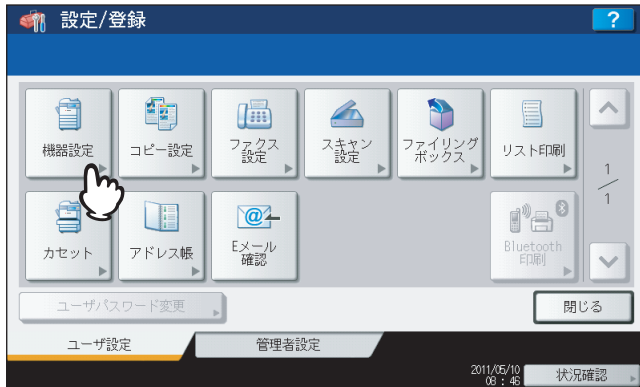 設定/登録
?
機器設定
コピー設定
ファクス
設定
スキャン
設定
ファイリング
ボックス
リスト印刷
1
1
カセット
アドレス帳
Eメール
確認
Bluetooth
印刷
ユーザパスワード変更
閉じる
ユーザ設定
管理者設定
2011/05/10
08 : 46
状況確認